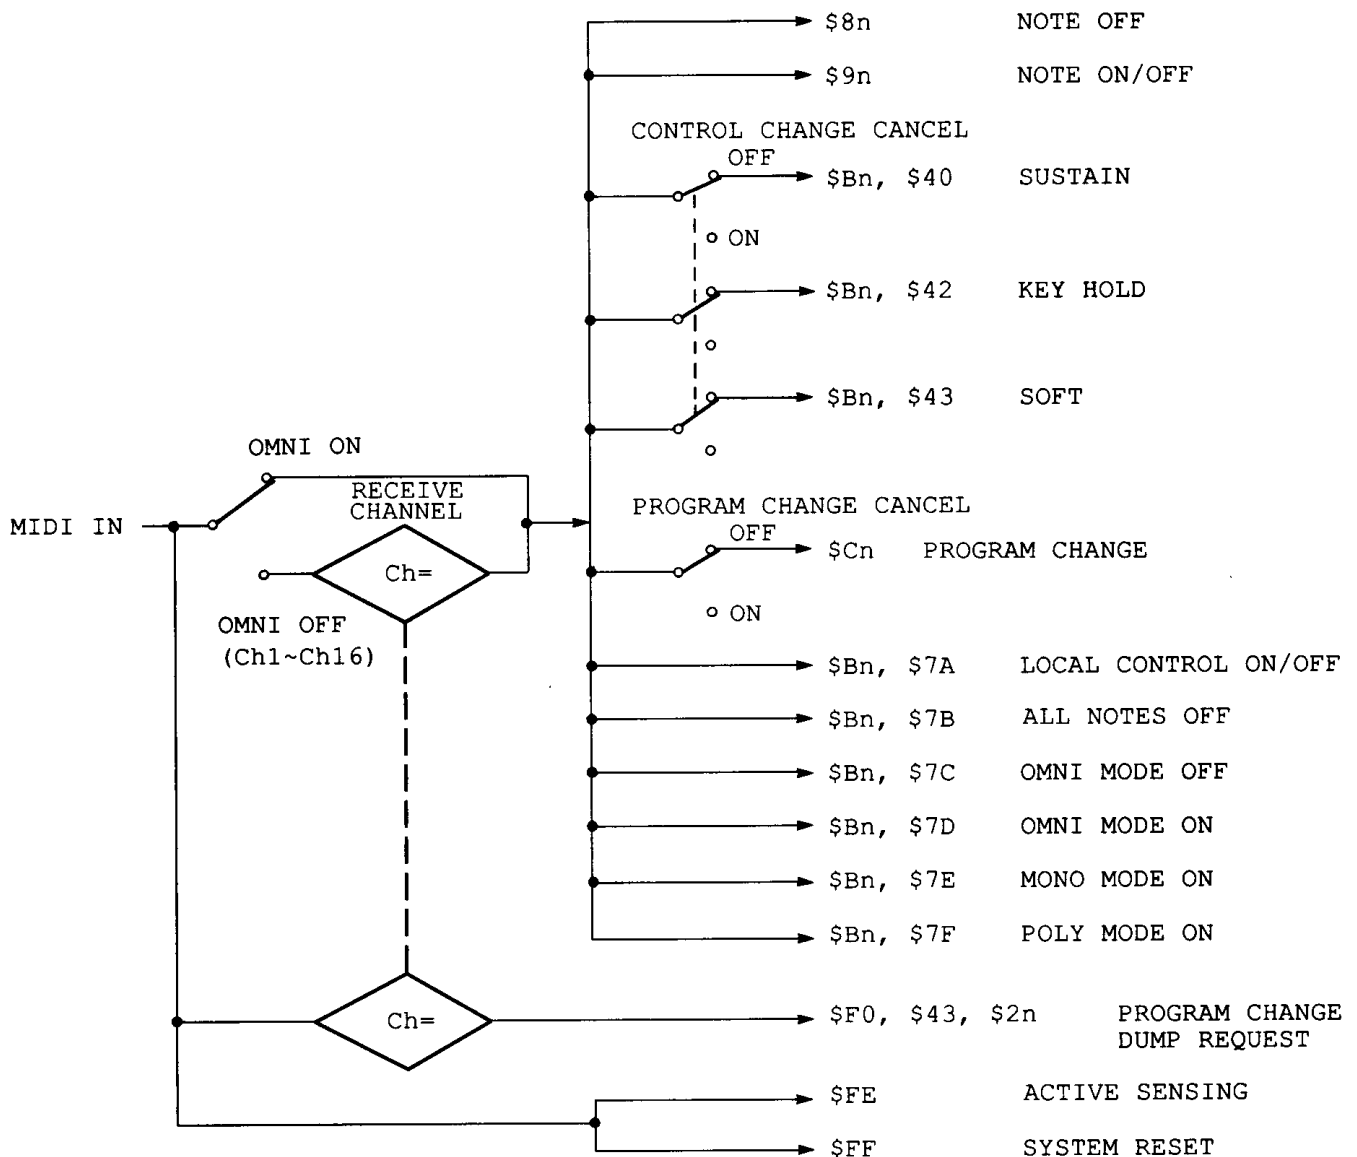 $8n NOTE OFF
$9n NOTE ON/OFF
CONTROL CHANGE CANCEL
OFF
$Bn, $40 SUSTAIN
ON
$Bn, $42 KEY HOLD
$Bn, $43 SOFT
OMNI ON
RECEIVE
CHANNEL
MIDI IN
Ch=
OMNI OFF
(Ch1~Ch16)
PROGRAM CHANGE CANCEL
OFF
$Cn PROGRAM CHANGE
ON
$Bn, $7A LOCAL CONTROL ON/OFF
$Bn, $7B ALL NOTES OFF
$Bn, $7C OMNI MODE OFF
$Bn, $7D OMNI MODE ON
$Bn, $7E MONO MODE ON
$Bn, $7F POLY MODE ON
Ch=
$F0, $43, $2n PROGRAM CHANGE
DUMP REQUEST
$FE ACTIVE SENSING
$FF SYSTEM RESET